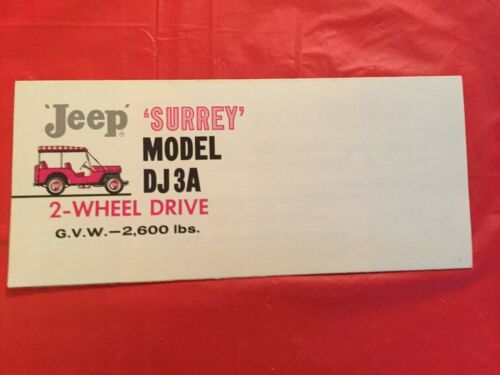 'Jeep'® 'SURREY'
MODEL
DJ3A
2-WHEEL DRIVE
G.V.W.—2,600 lbs.